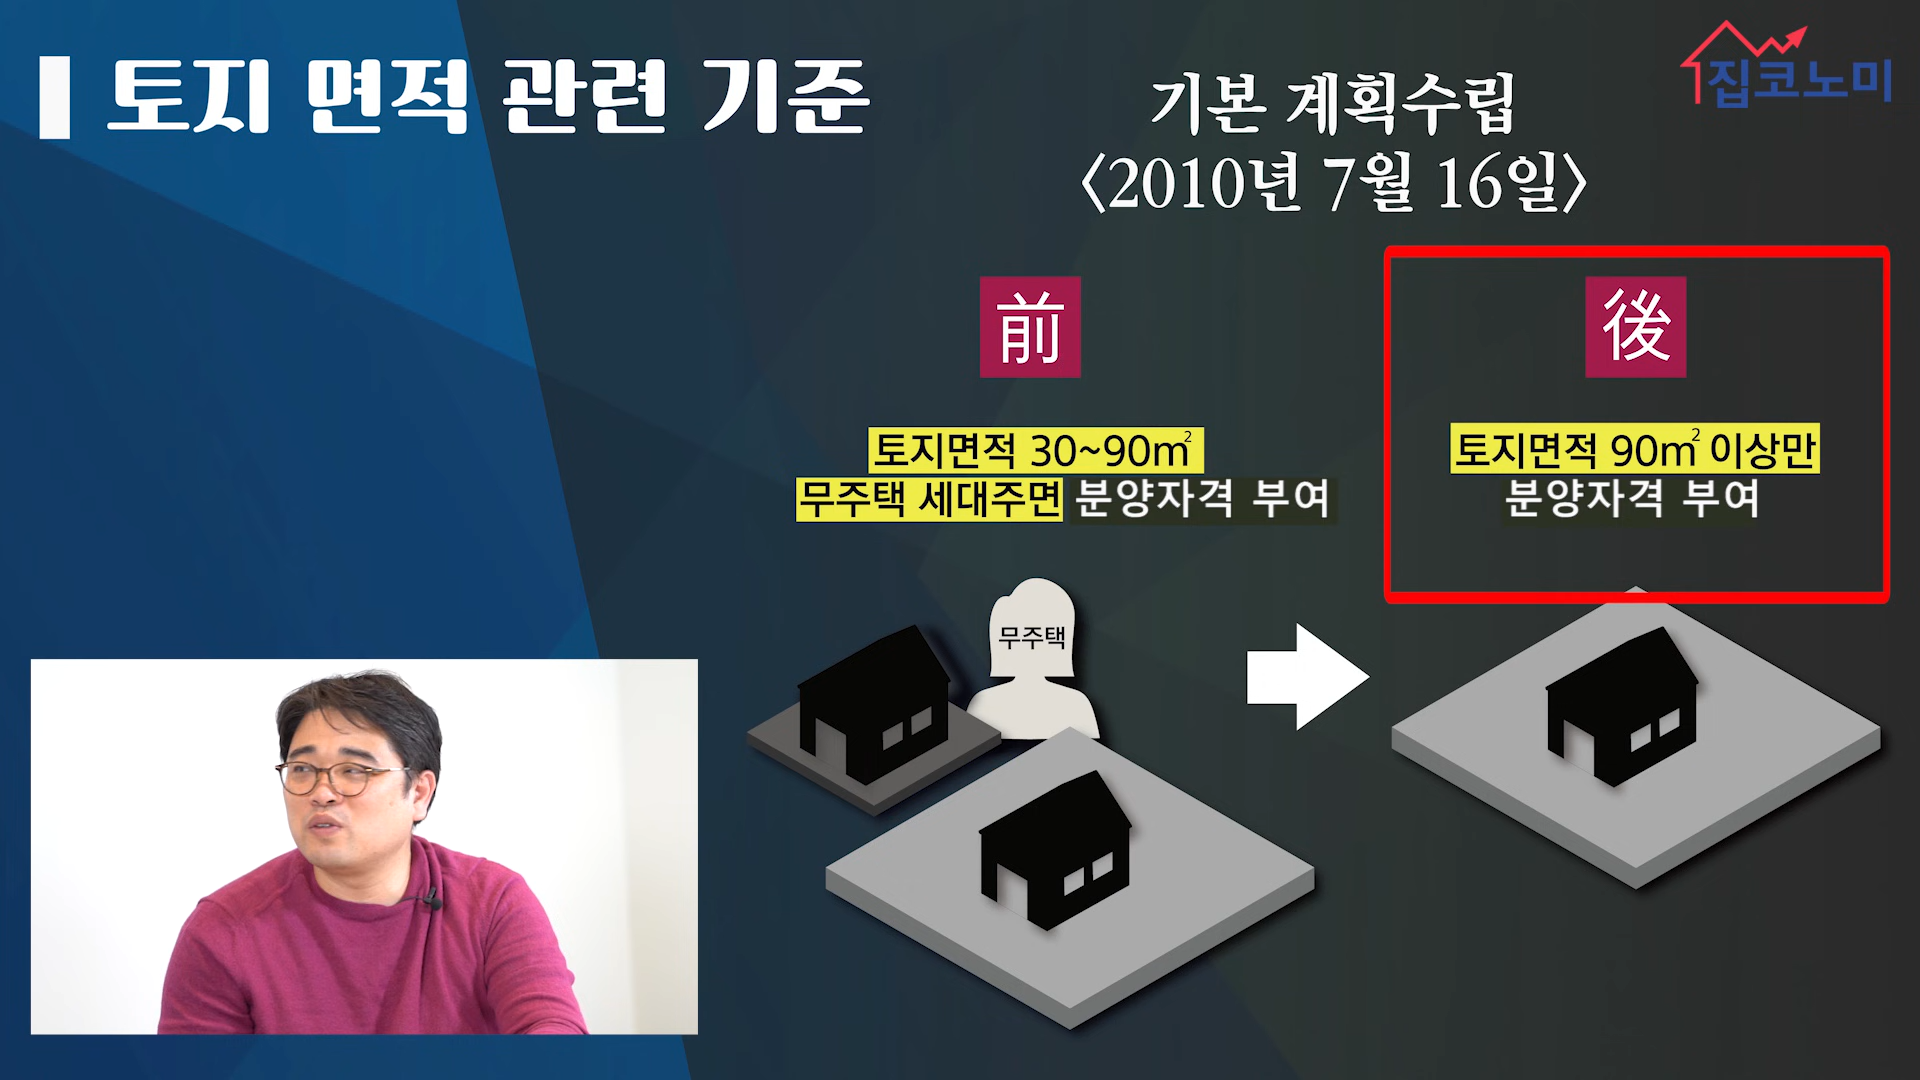 토지 면적 관련 기준
집코노미
기본 계획수립
<2010년 7월 16일>
前
토지면적 30~90㎡
무주택 세대주면 분양자격 부여
後
토지면적 90㎡ 이상만
분양자격 부여
무주택